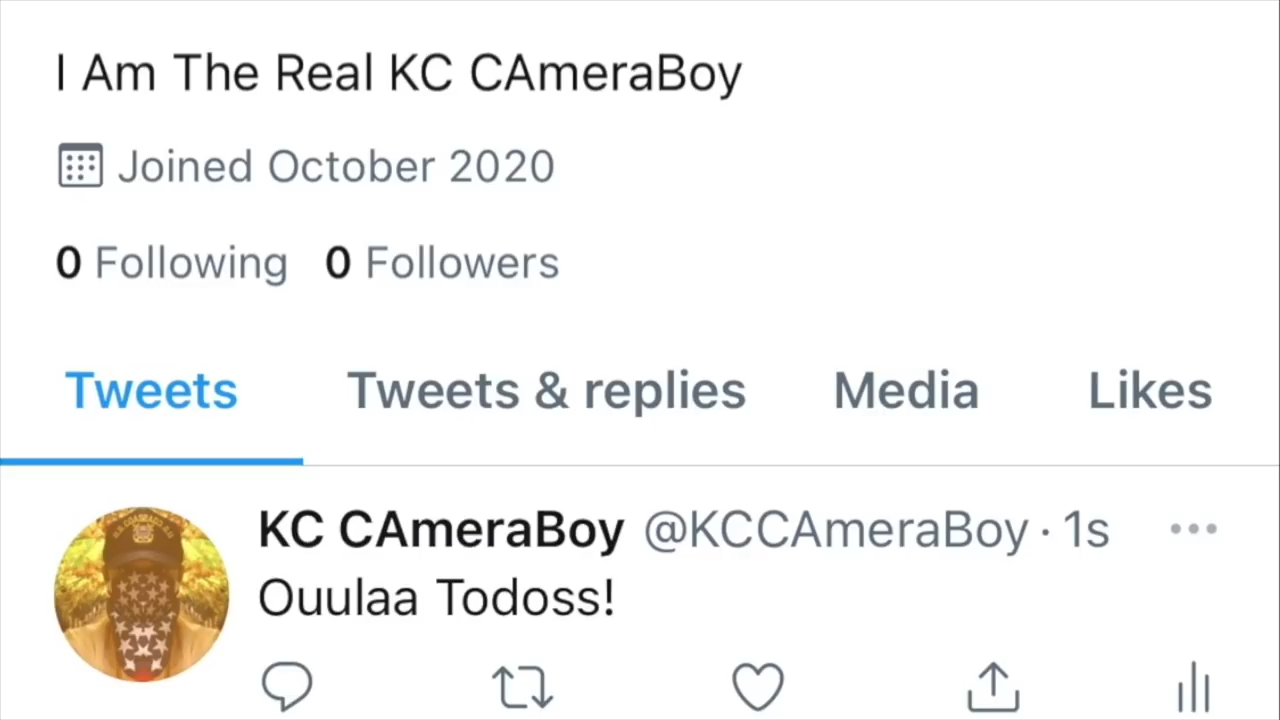 I Am The Real KC CAmeraBoy
Joined October 2020
0 Following 0 Followers
Tweets Tweets & replies Media Likes
KC CAmeraBoy @KCCAmeraBoy · 1s
Ouulaa Todoss!